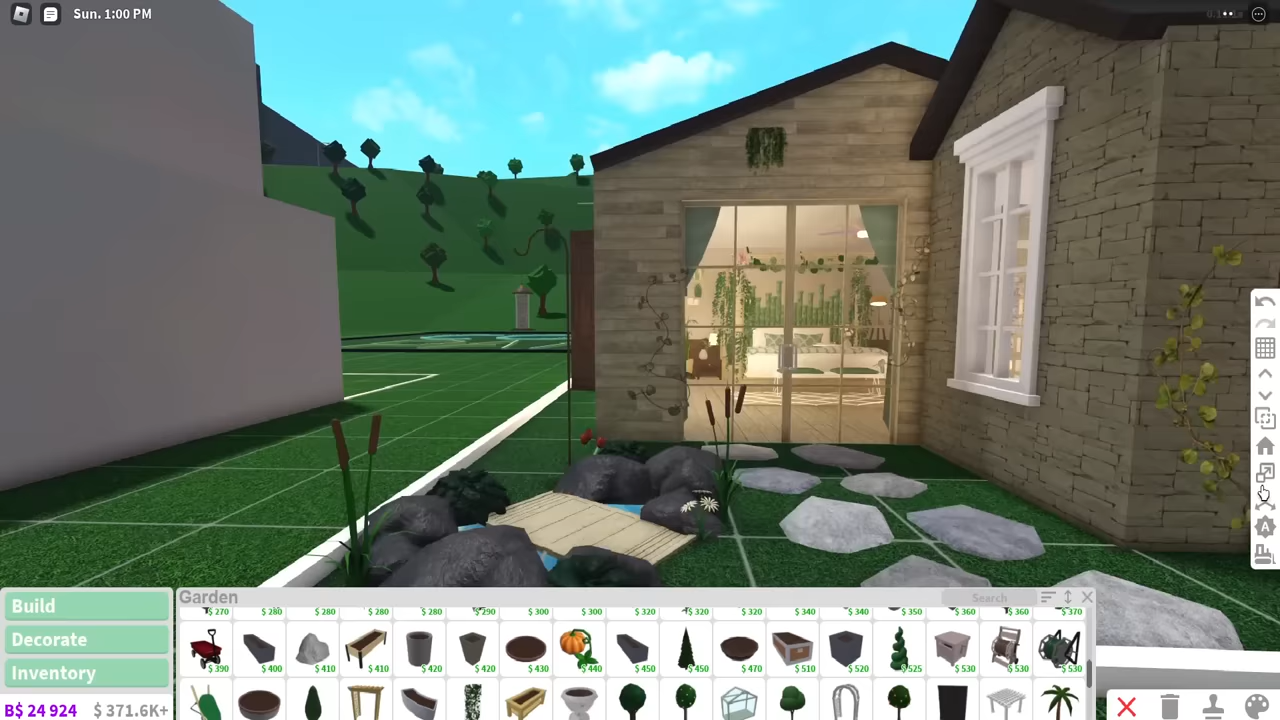 Sun. 1:00 PM
Build
Decorate
Inventory
B$ 24 924 $ 371.6K+
Garden
Search
$ 270 $ 280 $ 280 $ 280 $ 280 $ 290 $ 300 $ 300 $ 320 $ 320 $ 320 $ 340 $ 340 $ 350 $ 360 $ 360 $ 370
$ 390 $ 400 $ 410 $ 410 $ 420 $ 420 $ 430 $ 440 $ 450 $ 450 $ 470 $ 510 $ 520 $ 525 $ 530 $ 530 $ 530
A